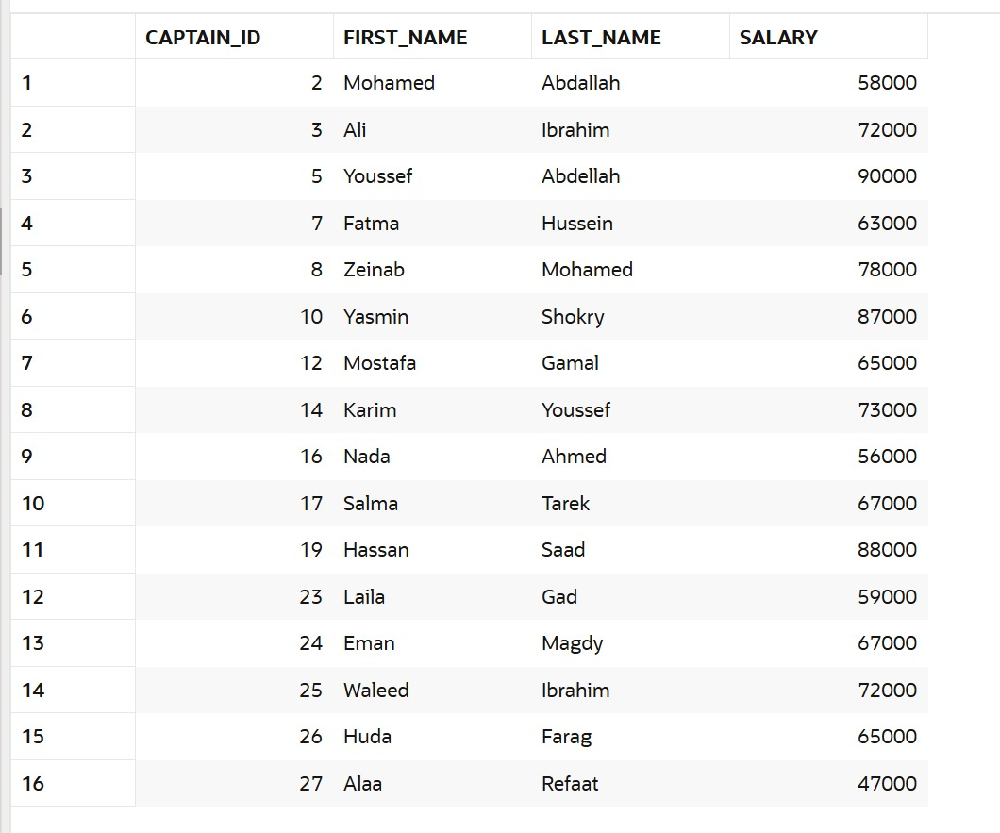 CAPTAIN_ID FIRST_NAME LAST_NAME SALARY
1 2 Mohamed Abdallah 58000
2 3 Ali Ibrahim 72000
3 5 Youssef Abdellah 90000
4 7 Fatma Hussein 63000
5 8 Zeinab Mohamed 78000
6 10 Yasmin Shokry 87000
7 12 Mostafa Gamal 65000
8 14 Karim Youssef 73000
9 16 Nada Ahmed 56000
10 17 Salma Tarek 67000
11 19 Hassan Saad 88000
12 23 Laila Gad 59000
13 24 Eman Magdy 67000
14 25 Waleed Ibrahim 72000
15 26 Huda Farag 65000
16 27 Alaa Refaat 47000